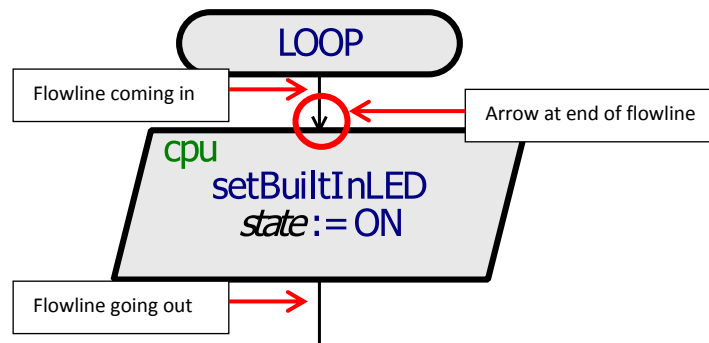 LOOP
Flowline coming in
Arrow at end of flowline
cpu
setBuiltInLED
state := ON
Flowline going out